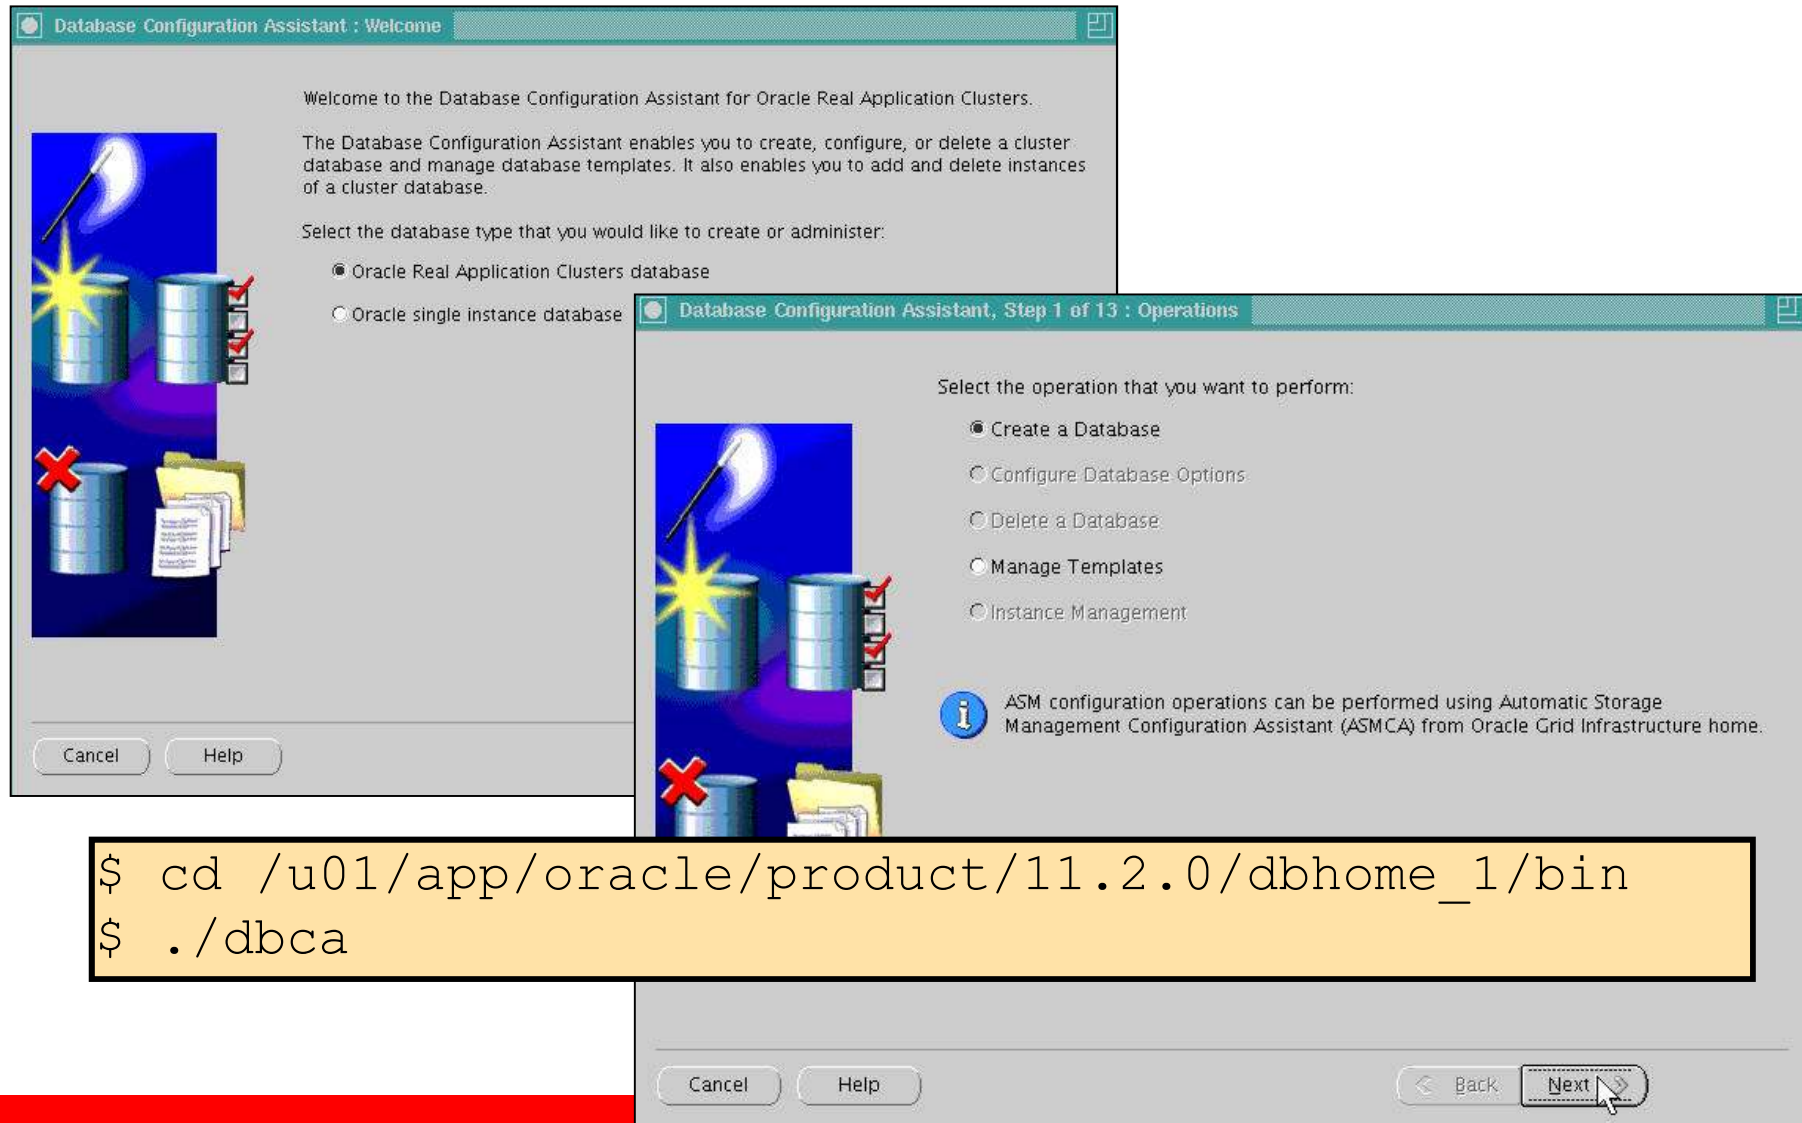 Database Configuration Assistant : Welcome
Welcome to the Database Configuration Assistant for Oracle Real Application Clusters.
The Database Configuration Assistant enables you to create, configure, or delete a cluster
database and manage database templates. It also enables you to add and delete instances
of a cluster database.
Select the database type that you would like to create or administer:
Oracle Real Application Clusters database
Oracle single instance database
Cancel
Help
Database Configuration Assistant, Step 1 of 13 : Operations
Select the operation that you want to perform:
Create a Database
Configure Database Options
Delete a Database
Manage Templates
Instance Management
ASM configuration operations can be performed using Automatic Storage
Management Configuration Assistant (ASMCA) from Oracle Grid Infrastructure home.
$ cd /u01/app/oracle/product/11.2.0/dbhome_1/bin
$ ./dbca
Cancel
Help
Back
Next